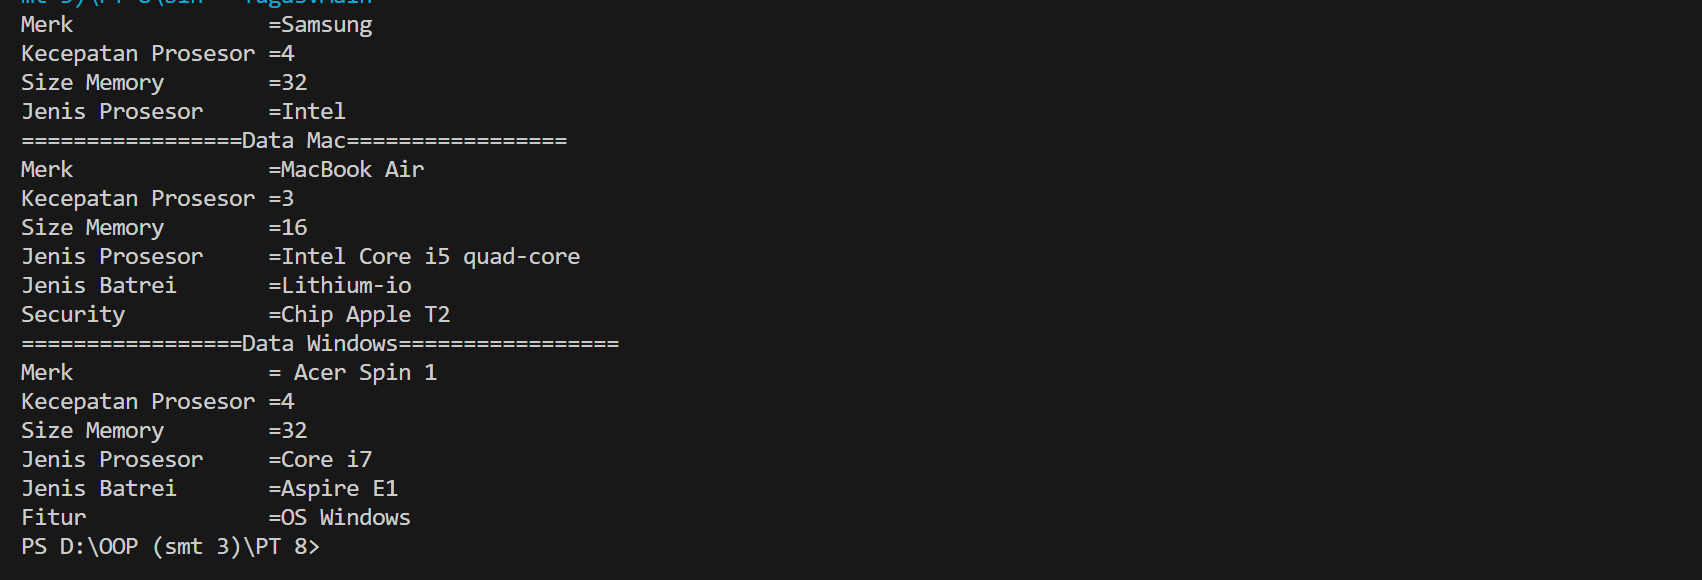 Merk               =Samsung
Kecepatan Prosesor =4
Size Memory        =32
Jenis Prosesor     =Intel
=================Data Mac=================
Merk               =MacBook Air
Kecepatan Prosesor =3
Size Memory        =16
Jenis Prosesor     =Intel Core i5 quad-core
Jenis Batrei       =Lithium-io
Security           =Chip Apple T2
=================Data Windows=================
Merk               = Acer Spin 1
Kecepatan Prosesor =4
Size Memory        =32
Jenis Prosesor     =Core i7
Jenis Batrei       =Aspire E1
Fitur              =OS Windows
PS D:\OOP (smt 3)\PT 8>